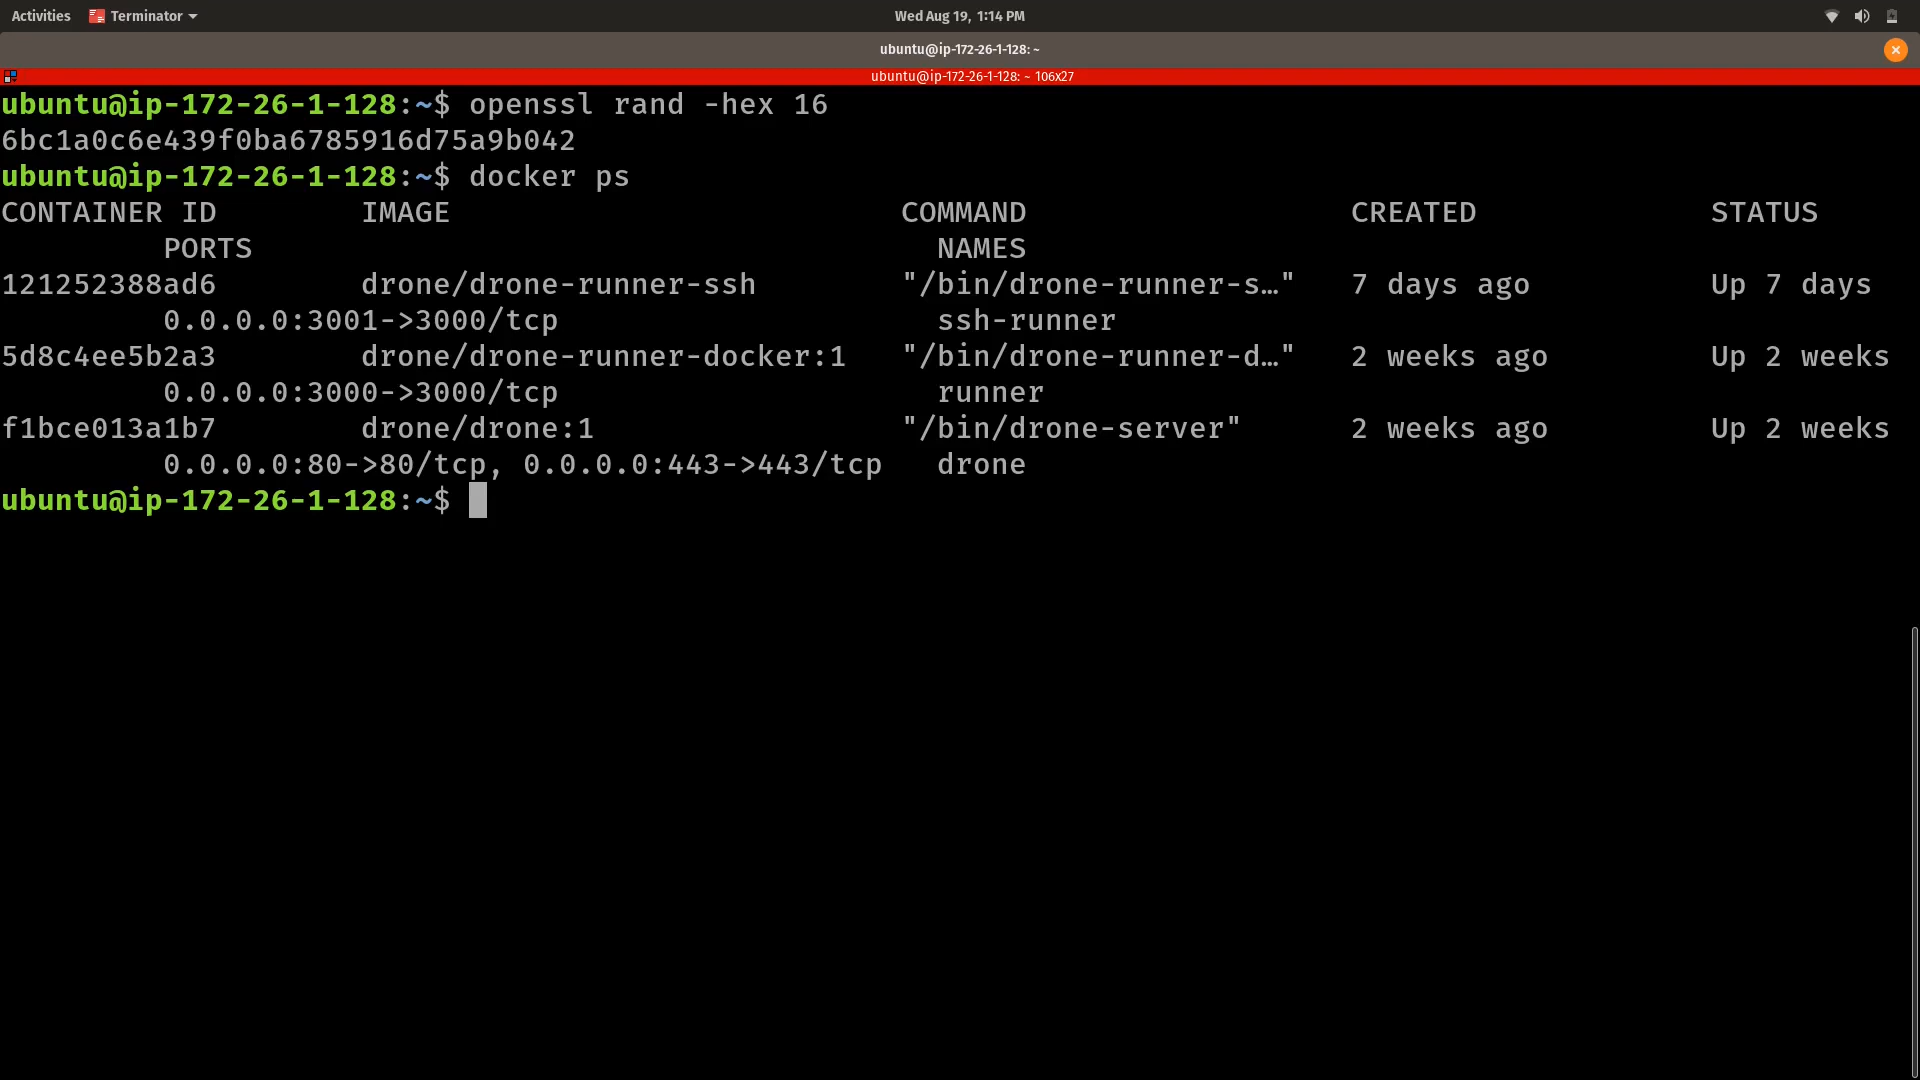 Activities Terminator Wed Aug 19, 1:14 PM
ubuntu@ip-172-26-1-128: ~
ubuntu@ip-172-26-1-128: ~ 106x27
ubuntu@ip-172-26-1-128:~$ openssl rand -hex 16
6bc1a0c6e439f0ba6785916d75a9b042
ubuntu@ip-172-26-1-128:~$ docker ps
CONTAINER ID        IMAGE                         COMMAND                  CREATED             STATUS
         PORTS                                      NAMES
121252388ad6        drone/drone-runner-ssh        "/bin/drone-runner-s…"   7 days ago          Up 7 days
         0.0.0.0:3001->3000/tcp                     ssh-runner
5d8c4ee5b2a3        drone/drone-runner-docker:1   "/bin/drone-runner-d…"   2 weeks ago         Up 2 weeks
         0.0.0.0:3000->3000/tcp                     runner
f1bce013a1b7        drone/drone:1                 "/bin/drone-server"      2 weeks ago         Up 2 weeks
         0.0.0.0:80->80/tcp, 0.0.0.0:443->443/tcp   drone
ubuntu@ip-172-26-1-128:~$